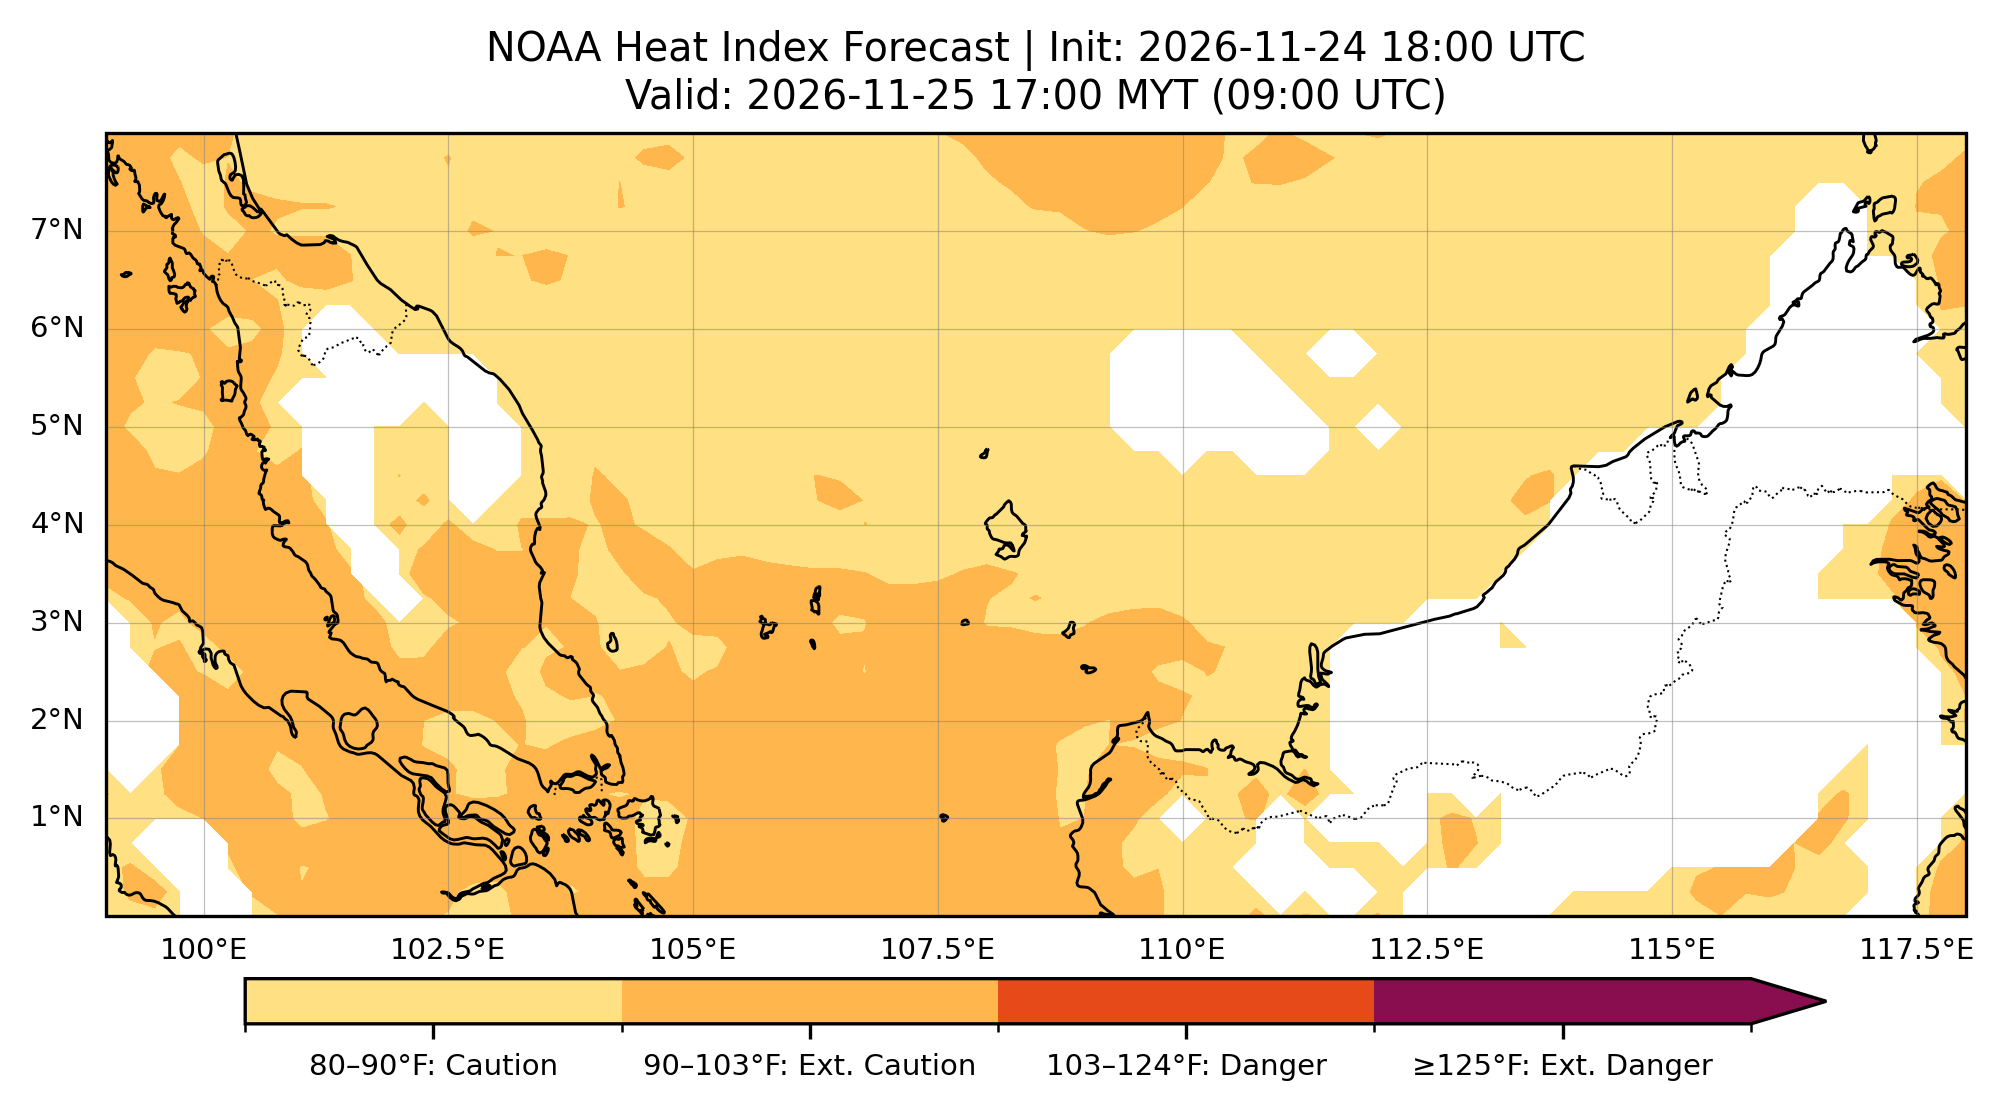 NOAA Heat Index Forecast | Init: 2026-11-24 18:00 UTC
Valid: 2026-11-25 17:00 MYT (09:00 UTC)
7°N
6°N
5°N
4°N
3°N
2°N
1°N
100°E
102.5°E
105°E
107.5°E
110°E
112.5°E
115°E
117.5°E
80–90°F: Caution
90–103°F: Ext. Caution
103–124°F: Danger
≥125°F: Ext. Danger